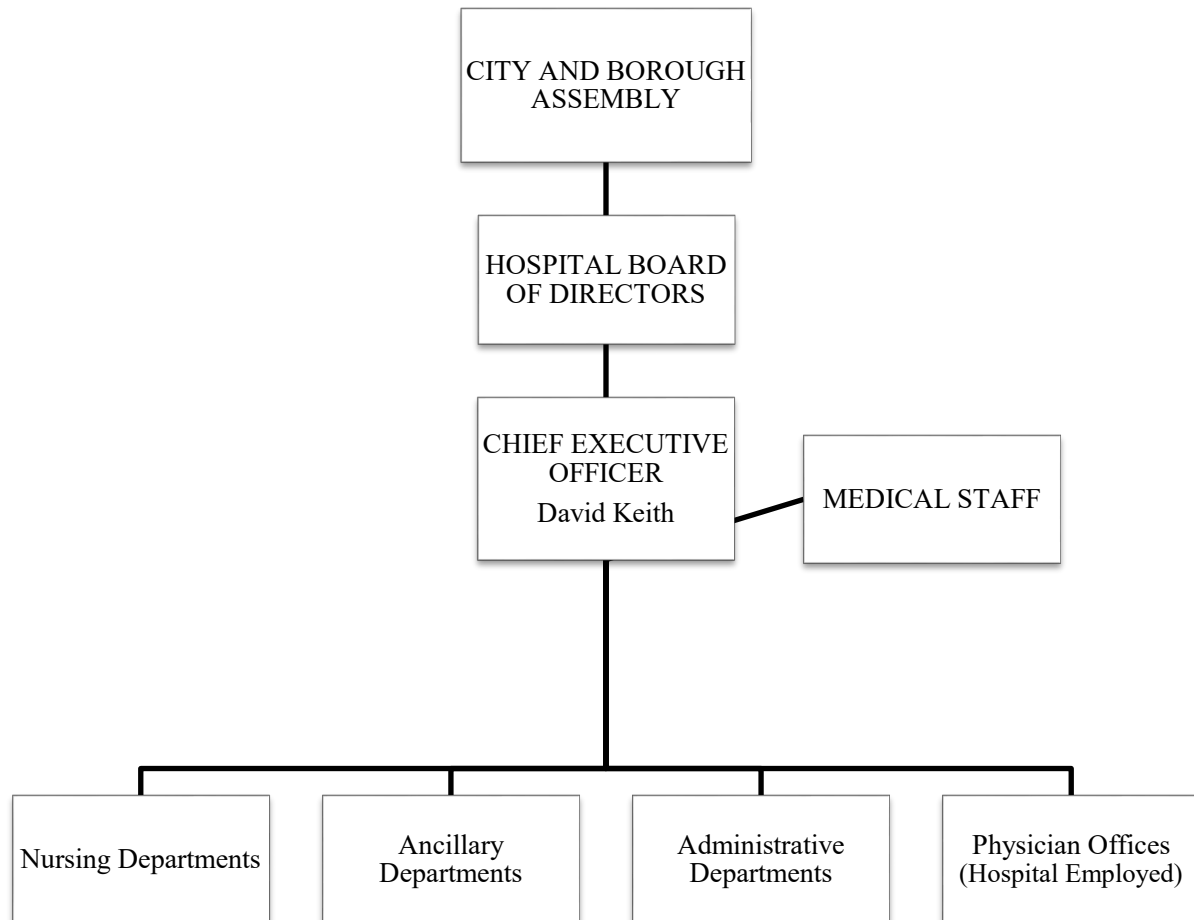 CITY AND BOROUGH
ASSEMBLY
HOSPITAL BOARD
OF DIRECTORS
CHIEF EXECUTIVE
OFFICER
David Keith
MEDICAL STAFF
Nursing Departments
Ancillary
Departments
Administrative
Departments
Physician Offices
(Hospital Employed)